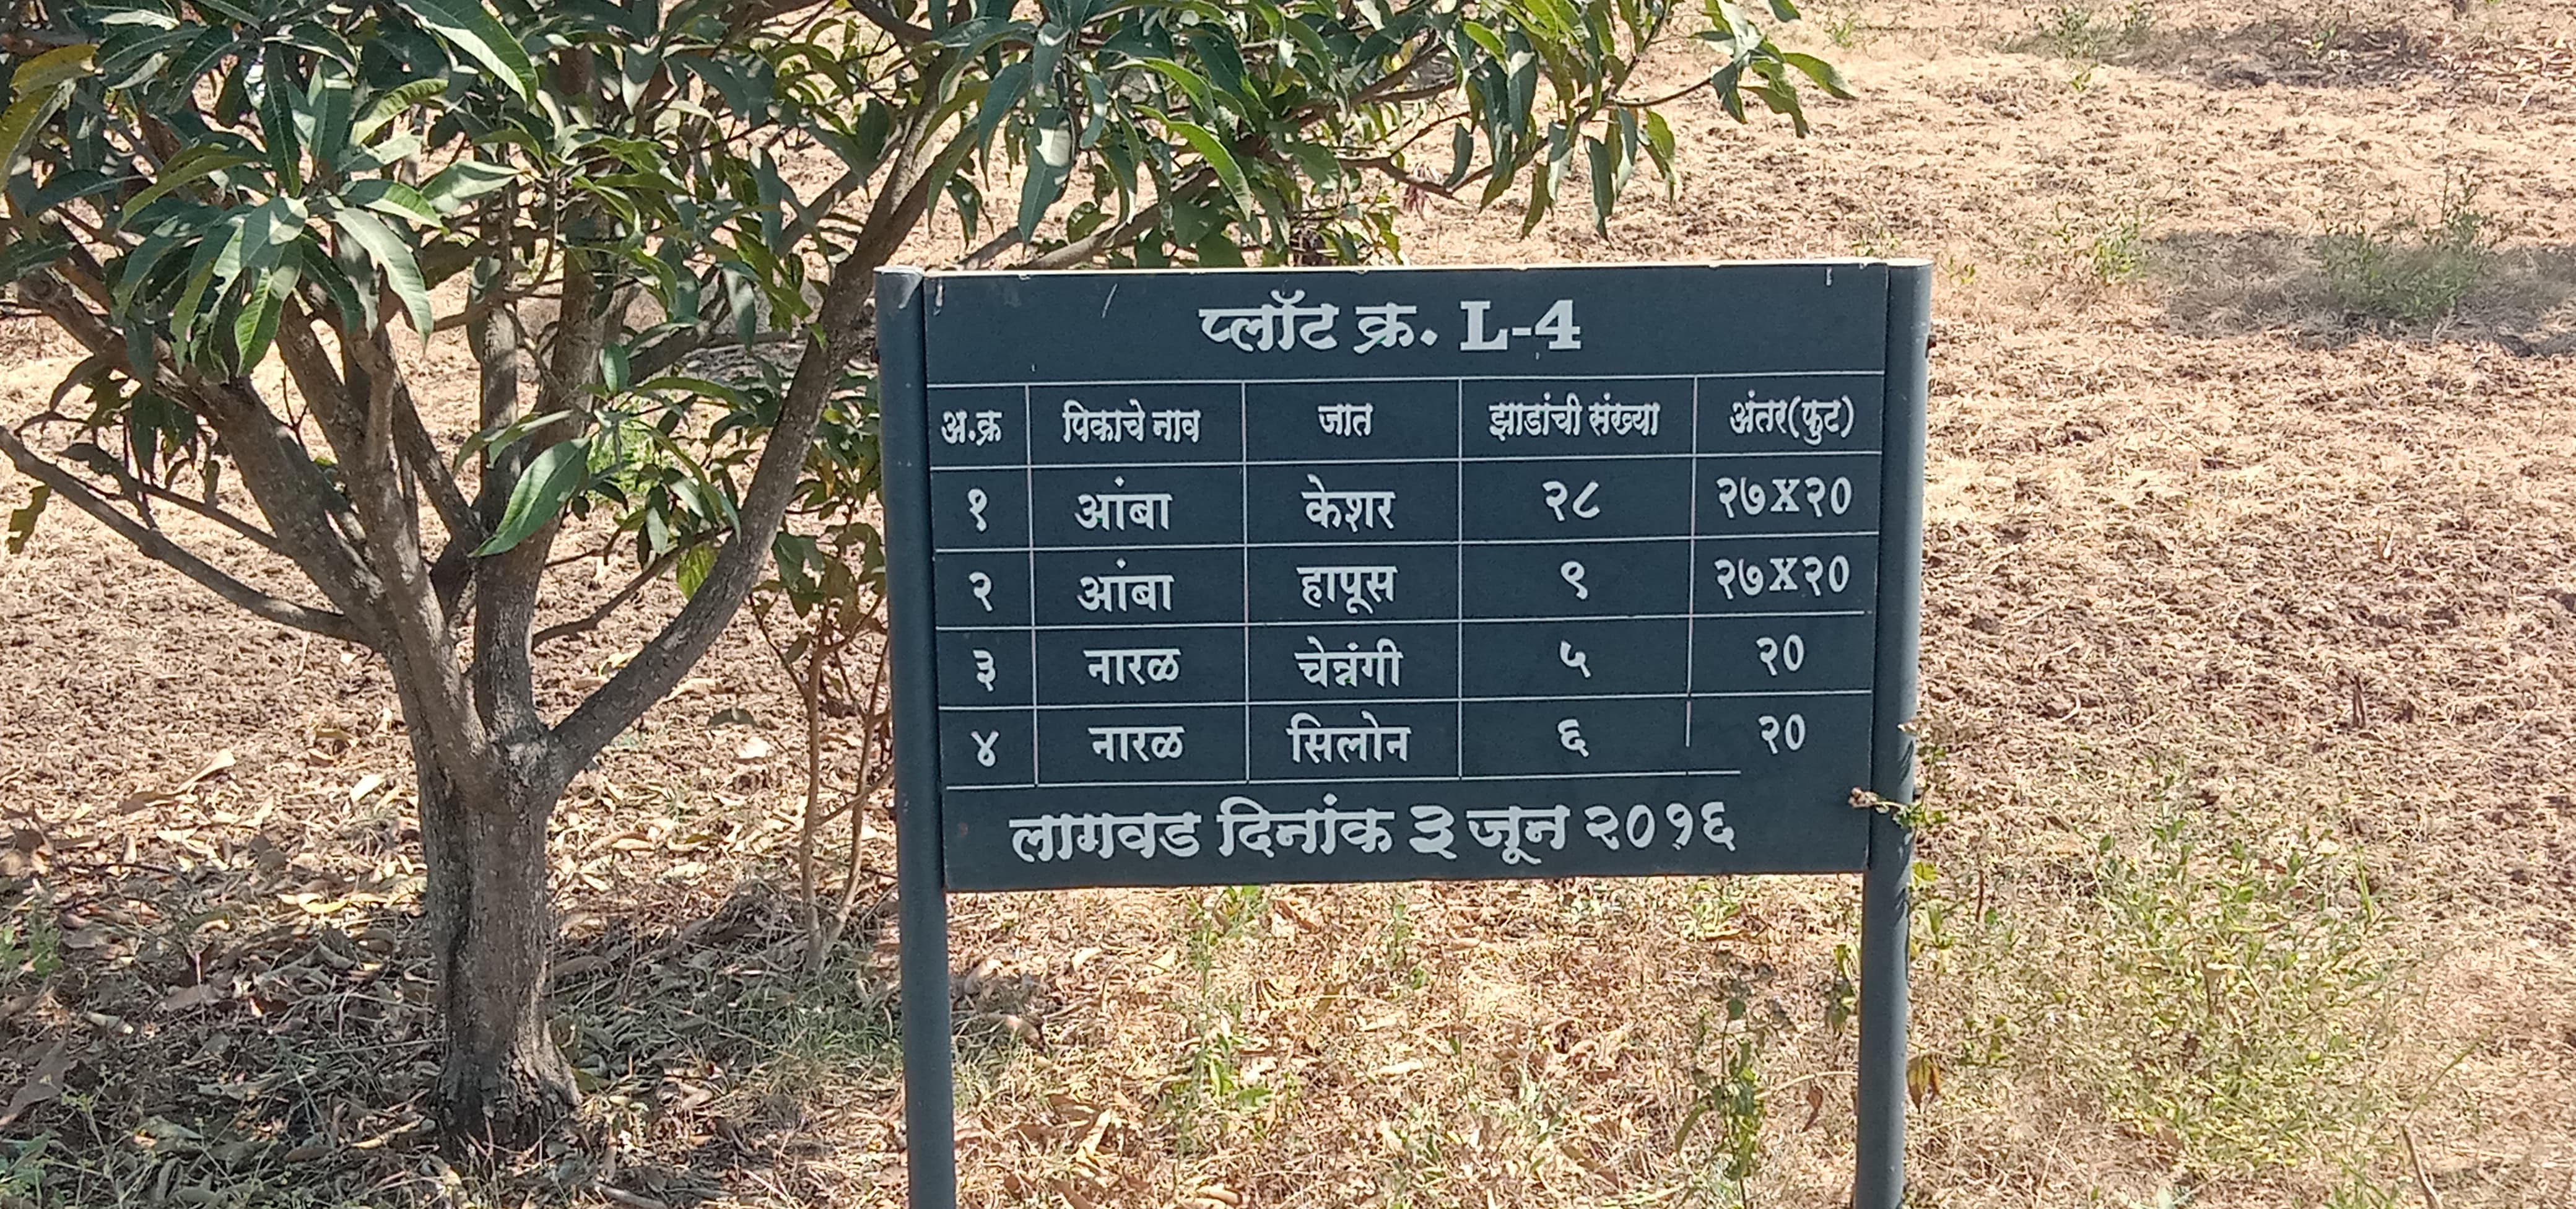 प्लॉट क्र. L-4
अ.क्र पिकाचे नाव जात झाडांची संख्या अंतर(फुट)
१ आंबा केशर २८ २७X२०
२ आंबा हापूस ९ २७X२०
३ नारळ चेन्नंगी ५ २०
४ नारळ सिलोन ६ २०
लागवड दिनांक ३ जून २०१६